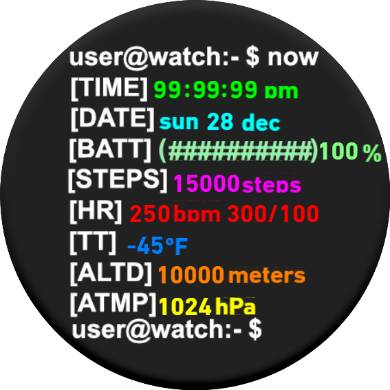 user@watch:- $ now
[TIME] 99:99:99 pm
[DATE] sun 28 dec
[BATT] (##########)100 %
[STEPS] 15000 steps
[HR] 250 bpm 300/100
[TT] -45°F
[ALTD] 10000 meters
[ATMP] 1024 hPa
user@watch:- $